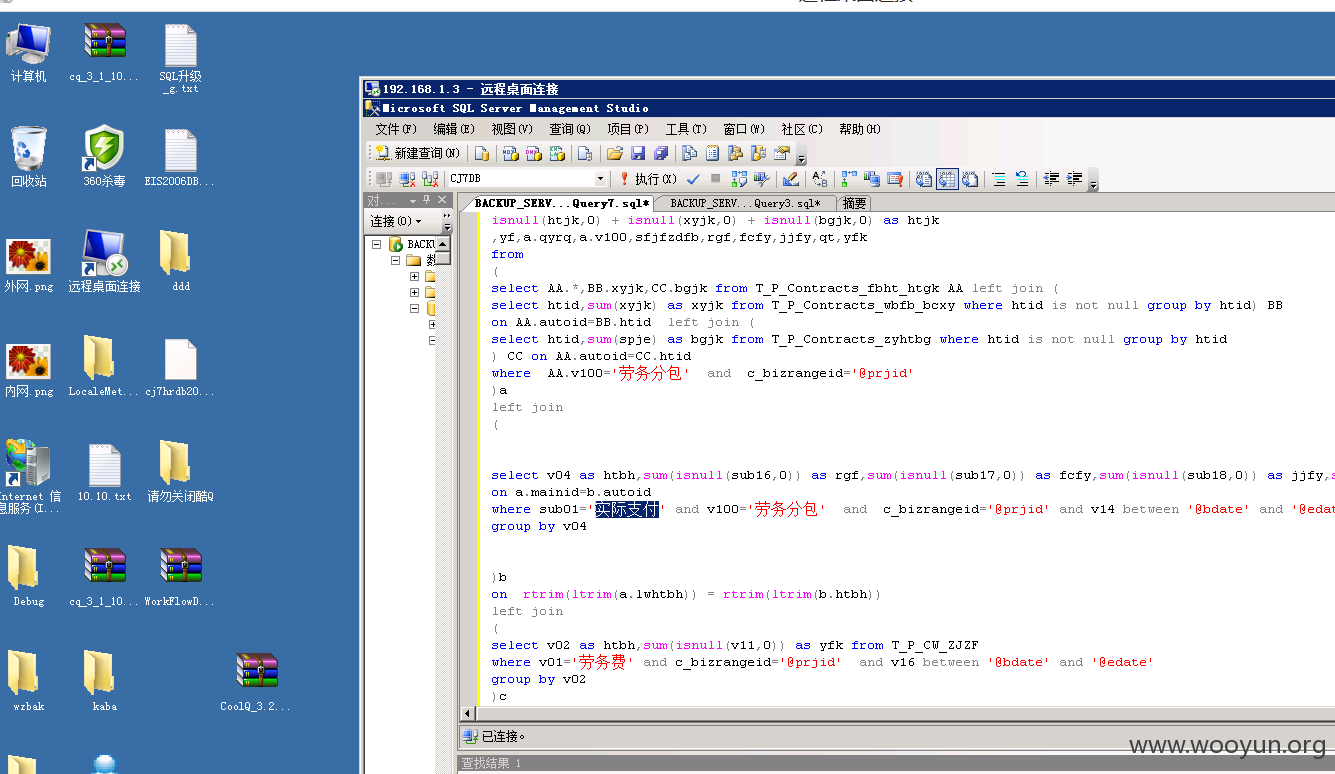 计算机
cq_3_1_10...
SQL升级
_g.txt
回收站
360杀毒
EIS2006DB...
外网.png
远程桌面连接
ddd
内网.png
LocaleMet...
cj7hrdb20...
Internet 信
息服务(I...
10.10.txt
请勿关闭酷Q
Debug
cq_3_1_10...
WorkFlowD...
wzbak
kaba
CoolQ_3.2...
192.168.1.3 - 远程桌面连接
Microsoft SQL Server Management Studio
文件(F) 编辑(E) 视图(V) 查询(Q) 项目(P) 工具(T) 窗口(W) 社区(C) 帮助(H)
新建查询(N)
CJ7DB
执行(X)
对...
连接(O)
BACKU
数
BACKUP_SERV...Query7.sql*
BACKUP_SERV...Query3.sql*
摘要
isnull(htjk,0) + isnull(xyjk,0) + isnull(bgjk,0) as htjk
,yf,a.qyrq,a.v100,sfjfzdfb,rgf,fcfy,jjfy,qt,yfk
from
(
select AA.*,BB.xyjk,CC.bgjk from T_P_Contracts_fbht_htgk AA left join (
select htid,sum(xyjk) as xyjk from T_P_Contracts_wbfb_bcxy where htid is not null group by htid) BB
on AA.autoid=BB.htid left join (
select htid,sum(spje) as bgjk from T_P_Contracts_zyhtbg where htid is not null group by htid
) CC on AA.autoid=CC.htid
where AA.v100='劳务分包' and c_bizrangeid='@prjid'
)a
left join
(
select v04 as htbh,sum(isnull(sub16,0)) as rgf,sum(isnull(sub17,0)) as fcfy,sum(isnull(sub18,0)) as jjfy,s
on a.mainid=b.autoid
where sub01='实际支付' and v100='劳务分包' and c_bizrangeid='@prjid' and v14 between '@bdate' and '@eda
group by v04
)b
on rtrim(ltrim(a.lwhtbh)) = rtrim(ltrim(b.htbh))
left join
(
select v02 as htbh,sum(isnull(v11,0)) as yfk from T_P_CW_ZJZF
where v01='劳务费' and c_bizrangeid='@prjid' and v16 between '@bdate' and '@edate'
group by v02
)c
已连接。
查找结果 1
www.wooyun.org